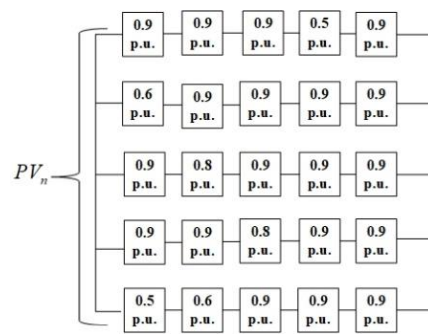 0.9 0.9 0.9 0.5 0.9
p.u. p.u. p.u. p.u. p.u.
0.6 0.9 0.9 0.9 0.9
p.u. p.u. p.u. p.u. p.u.
PVn
0.9 0.8 0.9 0.9 0.9
p.u. p.u. p.u. p.u. p.u.
0.9 0.9 0.8 0.9 0.9
p.u. p.u. p.u. p.u. p.u.
0.5 0.6 0.9 0.9 0.9
p.u. p.u. p.u. p.u. p.u.